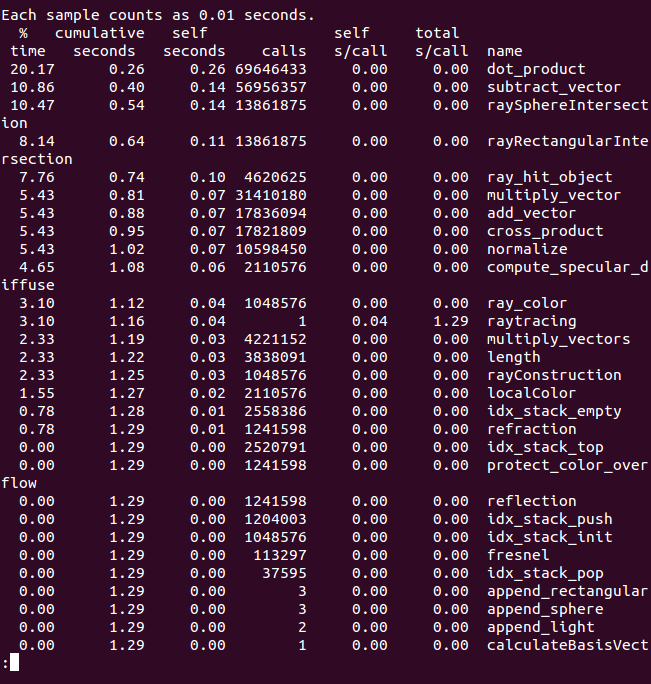 Each sample counts as 0.01 seconds.
  %   cumulative   self              self     total
 time   seconds   seconds    calls   s/call   s/call  name
 20.17      0.26     0.26 69646433     0.00     0.00  dot_product
 10.86      0.40     0.14 56956357     0.00     0.00  subtract_vector
 10.47      0.54     0.14 13861875     0.00     0.00  raySphereIntersect
ion
  8.14      0.64     0.11 13861875     0.00     0.00  rayRectangularInte
rsection
  7.76      0.74     0.10  4620625     0.00     0.00  ray_hit_object
  5.43      0.81     0.07 31410180     0.00     0.00  multiply_vector
  5.43      0.88     0.07 17836094     0.00     0.00  add_vector
  5.43      0.95     0.07 17821809     0.00     0.00  cross_product
  5.43      1.02     0.07 10598450     0.00     0.00  normalize
  4.65      1.08     0.06  2110576     0.00     0.00  compute_specular_d
iffuse
  3.10      1.12     0.04  1048576     0.00     0.00  ray_color
  3.10      1.16     0.04        1     0.04     1.29  raytracing
  2.33      1.19     0.03  4221152     0.00     0.00  multiply_vectors
  2.33      1.22     0.03  3838091     0.00     0.00  length
  2.33      1.25     0.03  1048576     0.00     0.00  rayConstruction
  1.55      1.27     0.02  2110576     0.00     0.00  localColor
  0.78      1.28     0.01  2558386     0.00     0.00  idx_stack_empty
  0.78      1.29     0.01  1241598     0.00     0.00  refraction
  0.00      1.29     0.00  2520791     0.00     0.00  idx_stack_top
  0.00      1.29     0.00  1241598     0.00     0.00  protect_color_over
flow
  0.00      1.29     0.00  1241598     0.00     0.00  reflection
  0.00      1.29     0.00  1204003     0.00     0.00  idx_stack_push
  0.00      1.29     0.00  1048576     0.00     0.00  idx_stack_init
  0.00      1.29     0.00   113297     0.00     0.00  fresnel
  0.00      1.29     0.00    37595     0.00     0.00  idx_stack_pop
  0.00      1.29     0.00        3     0.00     0.00  append_rectangular
  0.00      1.29     0.00        3     0.00     0.00  append_sphere
  0.00      1.29     0.00        2     0.00     0.00  append_light
  0.00      1.29     0.00        1     0.00     0.00  calculateBasisVect
: